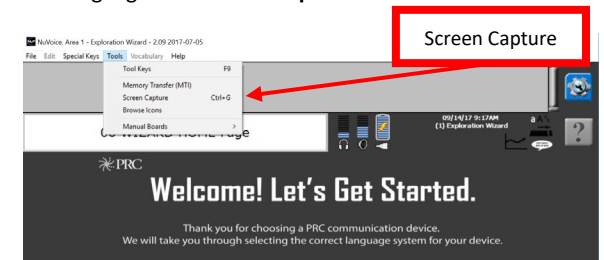 Screen Capture
NuVoice, Area 1 - Exploration Wizard - 2.09 2017-07-05
File Edit Special Keys Tools Vocabulary Help
Tool Keys F9
Memory Transfer (MTI)
Screen Capture Ctrl+G
Browse Icons
Manual Boards >
WIZARD HOME Page
09/14/17 9:17AM
(1) Exploration Wizard
?
PRC
Welcome! Let's Get Started.
Thank you for choosing a PRC communication device.
We will take you through selecting the correct language system for your device.